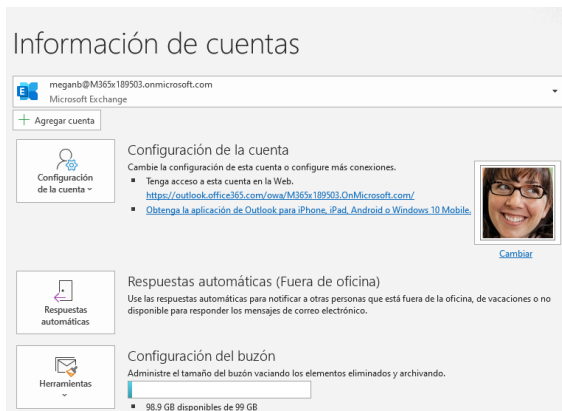 Información de cuentas
meganb@M365x189503.onmicrosoft.com
Microsoft Exchange
Agregar cuenta
Configuración
de la cuenta
Configuración de la cuenta
Cambie la configuración de esta cuenta o configure más conexiones.
Tenga acceso a esta cuenta en la Web.
https://outlook.office365.com/owa/M365x189503.OnMicrosoft.com/
Obtenga la aplicación de Outlook para iPhone, iPad, Android o Windows 10 Mobile.
Cambiar
Respuestas
automáticas
Respuestas automáticas (Fuera de oficina)
Use las respuestas automáticas para notificar a otras personas que está fuera de la oficina, de vacaciones o no
disponible para responder los mensajes de correo electrónico.
Herramientas
Configuración del buzón
Administre el tamaño del buzón vaciando los elementos eliminados y archivando.
98.9 GB disponibles de 99 GB